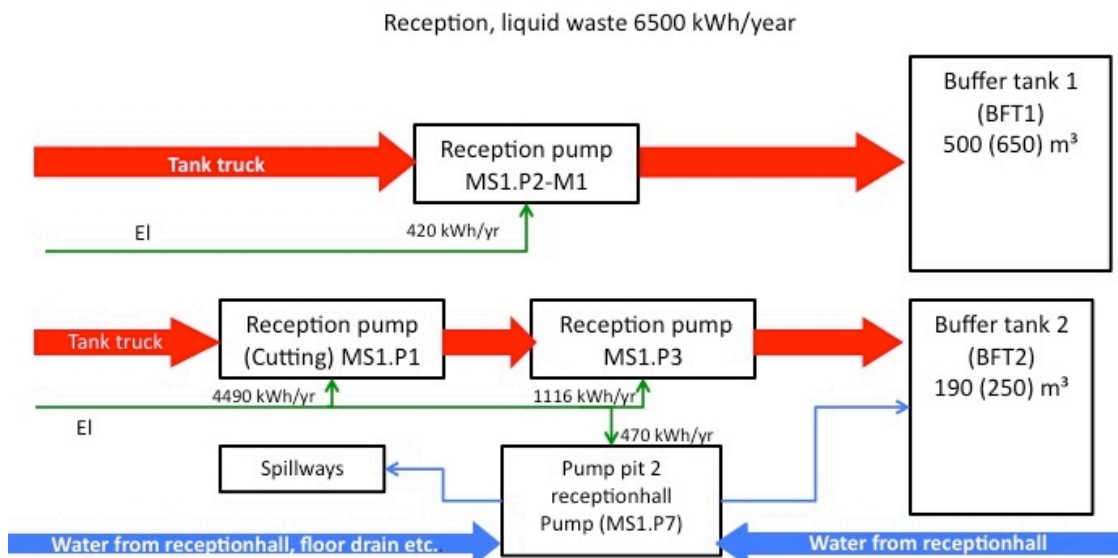 Reception, liquid waste 6500 kWh/year
Buffer tank 1
(BFT1)
500 (650) m³
Tank truck
Reception pump
MS1.P2-M1
El
420 kWh/yr
Tank truck
Reception pump
(Cutting) MS1.P1
Reception pump
MS1.P3
Buffer tank 2
(BFT2)
190 (250) m³
4490 kWh/yr
1116 kWh/yr
El
470 kWh/yr
Spillways
Pump pit 2
receptionhall
Pump (MS1.P7)
Water from receptionhall, floor drain etc..
Water from receptionhall